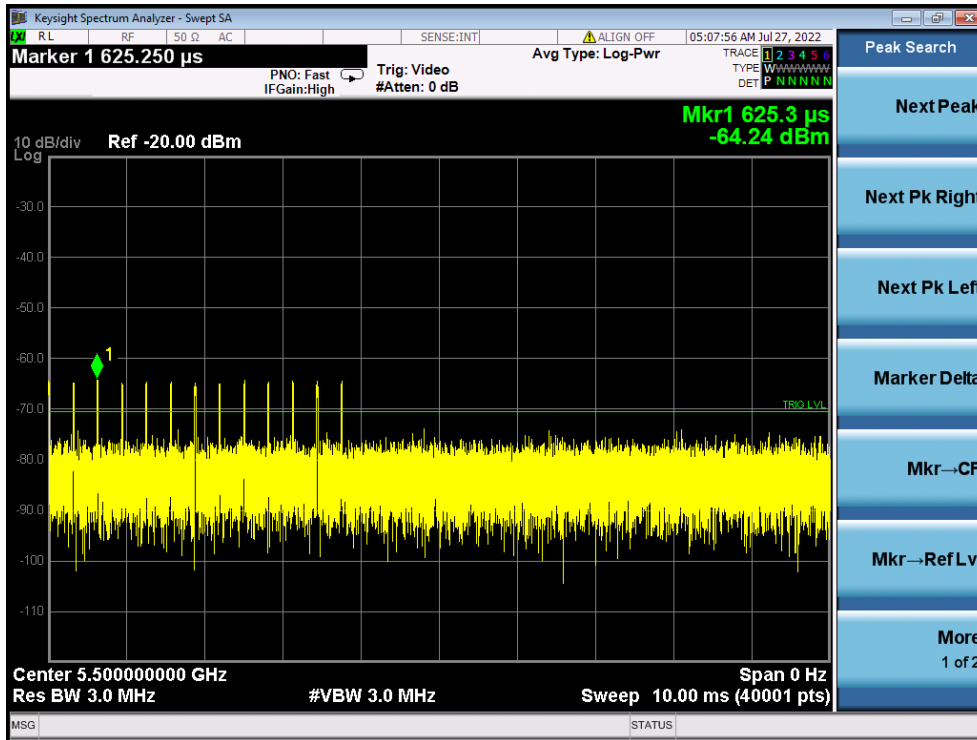 Keysight Spectrum Analyzer - Swept SA
LXI RL RF 50 Ω AC SENSE:INT ALIGN OFF 05:07:56 AM Jul 27, 2022
Marker 1 625.250 µs
PNO: Fast
IFGain:High
Trig: Video
#Atten: 0 dB
Avg Type: Log-Pwr
TRACE 1 2 3 4 5 6
TYPE WWWWWW
DET P N N N N N
Mkr1 625.3 µs
-64.24 dBm
10 dB/div Ref -20.00 dBm
Log
-30.0
-40.0
-50.0
-60.0
1
-70.0
TRIG LVL
-80.0
-90.0
-100
-110
Center 5.500000000 GHz Span 0 Hz
Res BW 3.0 MHz #VBW 3.0 MHz Sweep 10.00 ms (40001 pts)
MSG STATUS
Peak Search
Next Peak
Next Pk Right
Next Pk Left
Marker Delta
Mkr→CF
Mkr→Ref Lv
More
1 of 2